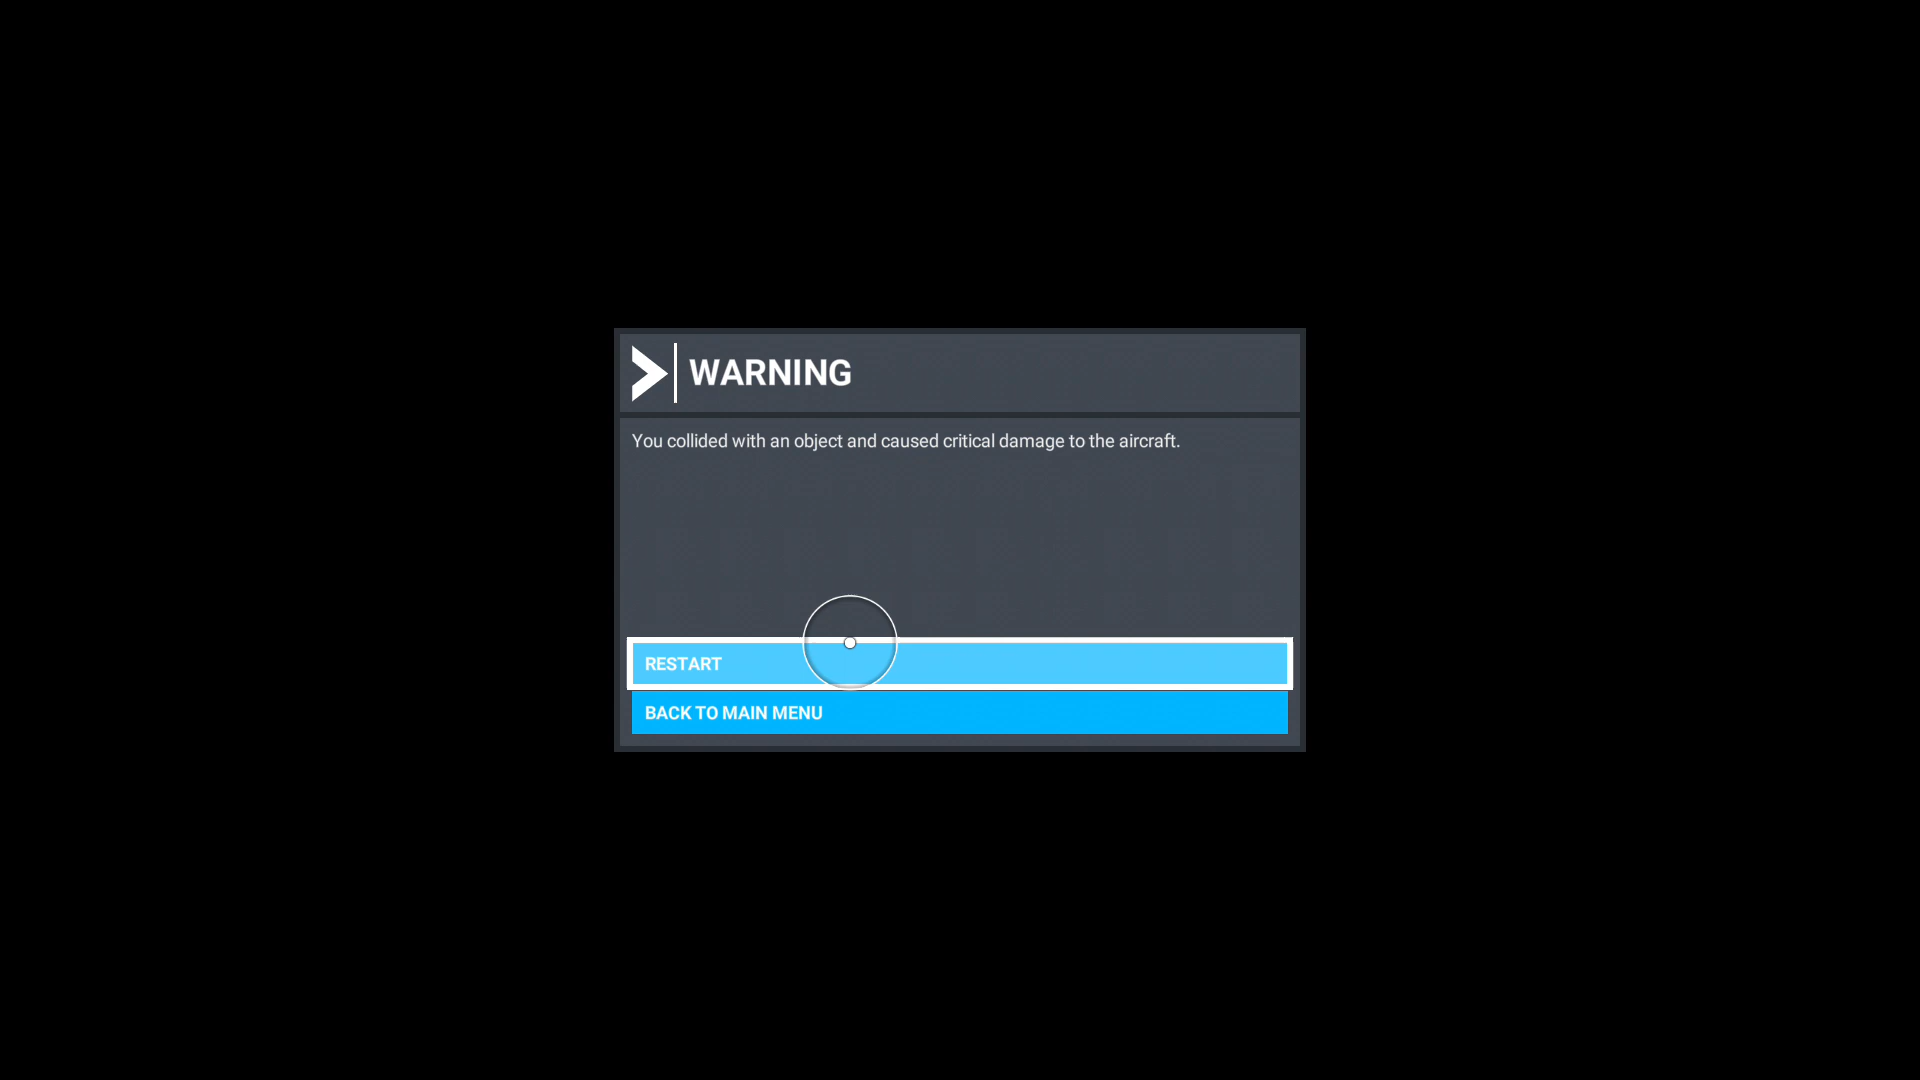 WARNING
You collided with an object and caused critical damage to the aircraft.
RESTART
BACK TO MAIN MENU